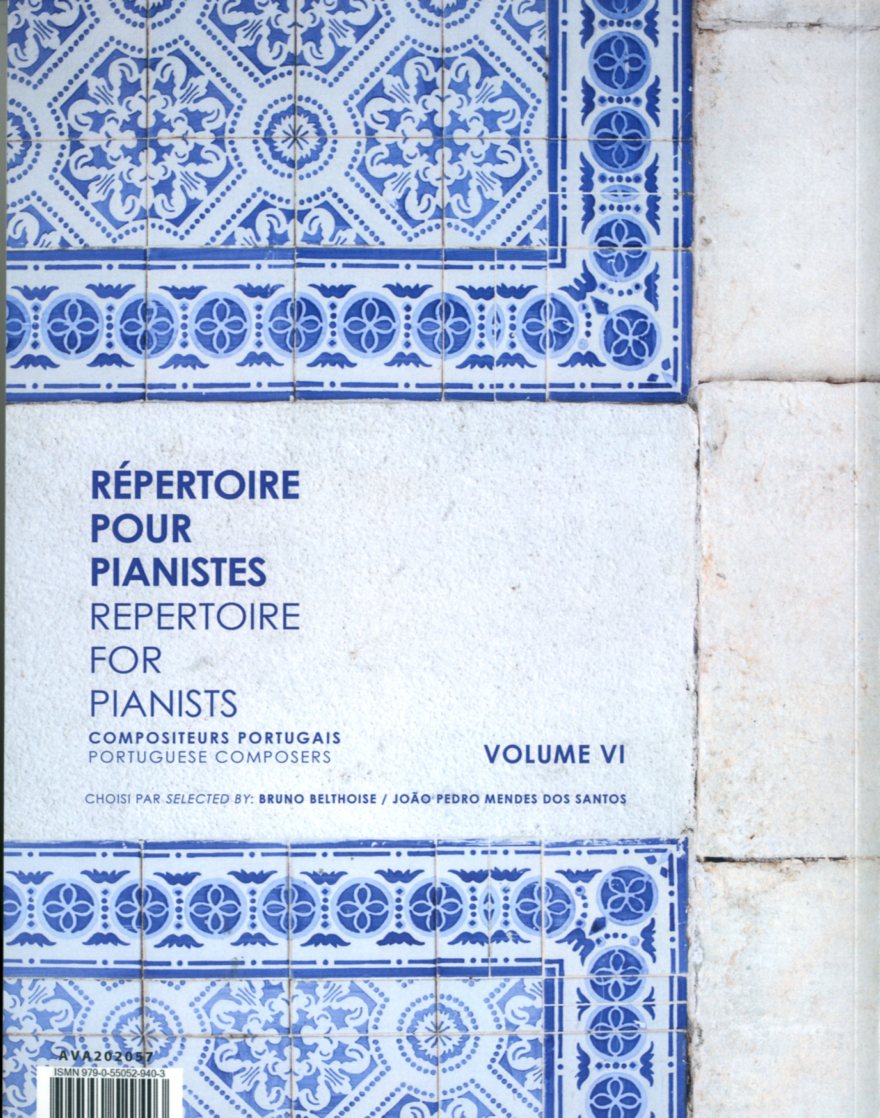 RÉPERTOIRE
POUR
PIANISTES
REPERTOIRE
FOR
PIANISTS
COMPOSITEURS PORTUGAIS
PORTUGUESE COMPOSERS
VOLUME VI
CHOISI PAR SELECTED BY: BRUNO BELTHOISE / JOÃO PEDRO MENDES DOS SANTOS
AVA202057
ISMN 979-0-55052-940-3